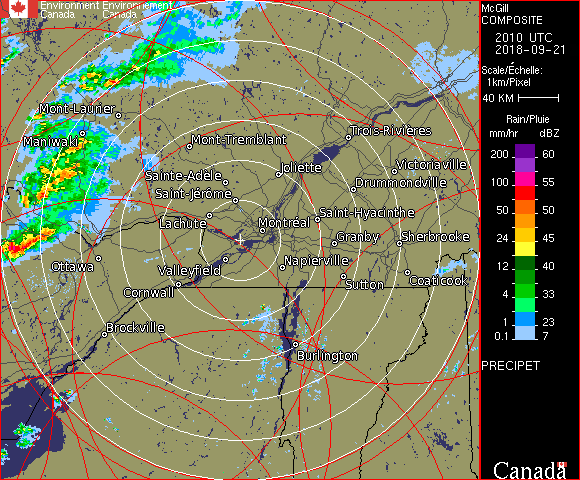 Environment Environnement
Canada Canada
McGill
COMPOSITE
2010 UTC
2018-09-21
Scale/Échelle:
1km/Pixel
40 KM
Rain/Pluie
mm/hr dBZ
200 60
55
100 55
50 50
24 45
12 40
4 33
1 23
0.1 7
PRECIPET
Canada
Mont-Laurier
Maniwaki
Mont-Tremblant
Trois-Rivières
Sainte-Adèle
Joliette
Victoriaville
Saint-Jérôme
Drummondville
Lachute
Montréal
Saint-Hyacinthe
Granby
Sherbrooke
Ottawa
Valleyfield
Napierville
Cornwall
Sutton
Coaticook
Brockville
Burlington